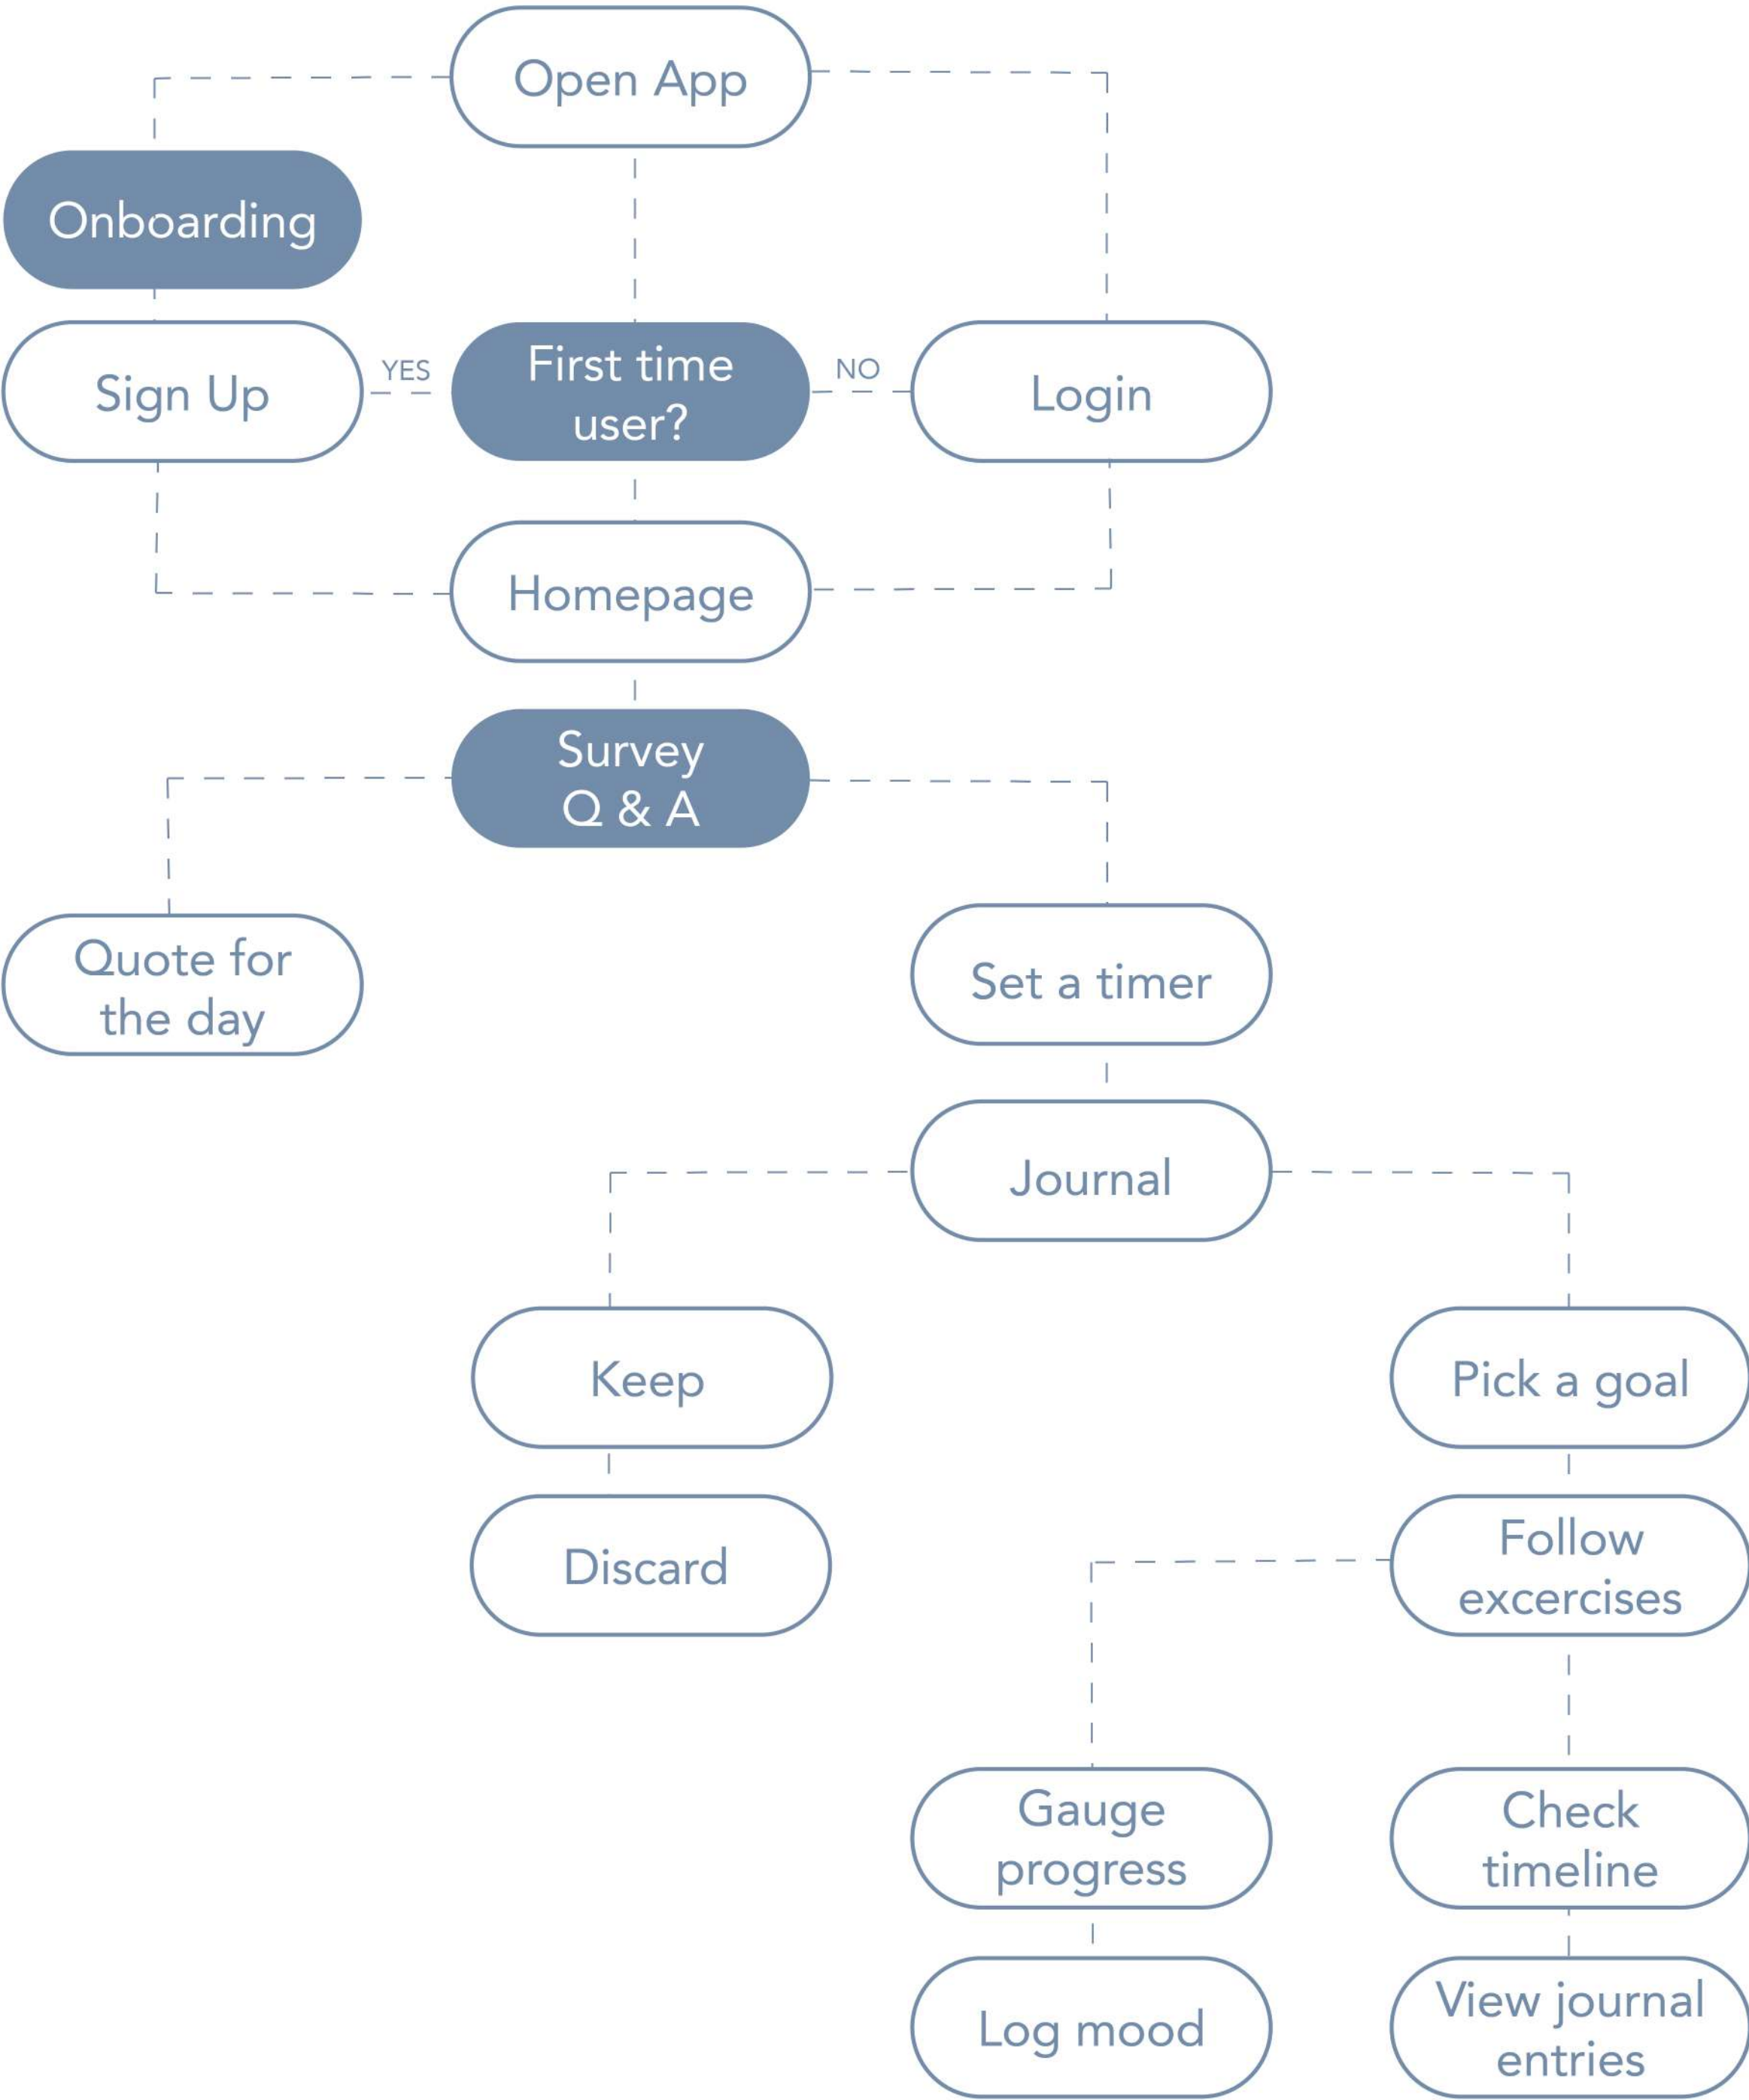 Open App
Onboarding
Sign Up
YES
First time
user?
NO
Login
Homepage
Survey
Q & A
Quote for
the day
Set a timer
Journal
Keep
Pick a goal
Discard
Follow
excercises
Gauge
progress
Check
timeline
Log mood
View journal
entries